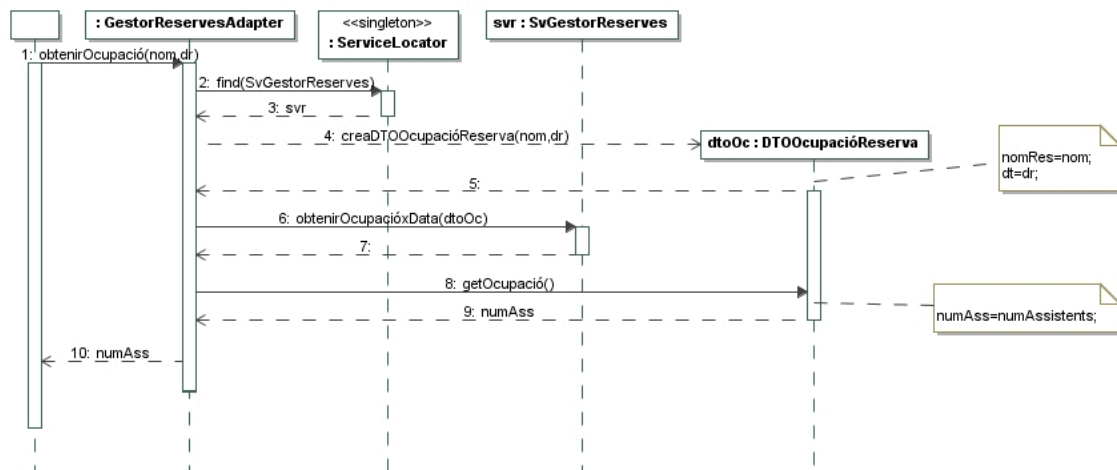 : GestorReservesAdapter
<<singleton>>
: ServiceLocator
svr : SvGestorReserves
1: obtenirOcupació(nom,dr)
2: find(SvGestorReserves)
3: svr
4: creaDTOOcupacióReserva(nom,dr)
dtoOc : DTOOcupacióReserva
nomRes=nom;
dt=dr;
5:
6: obtenirOcupacióxData(dtoOc)
7:
8: getOcupació()
9: numAss
numAss=numAssistents;
10: numAss